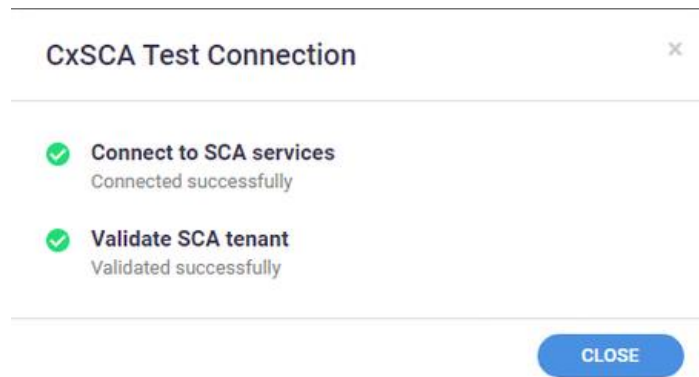 CxSCA Test Connection
Connect to SCA services
Connected successfully
Validate SCA tenant
Validated successfully
CLOSE